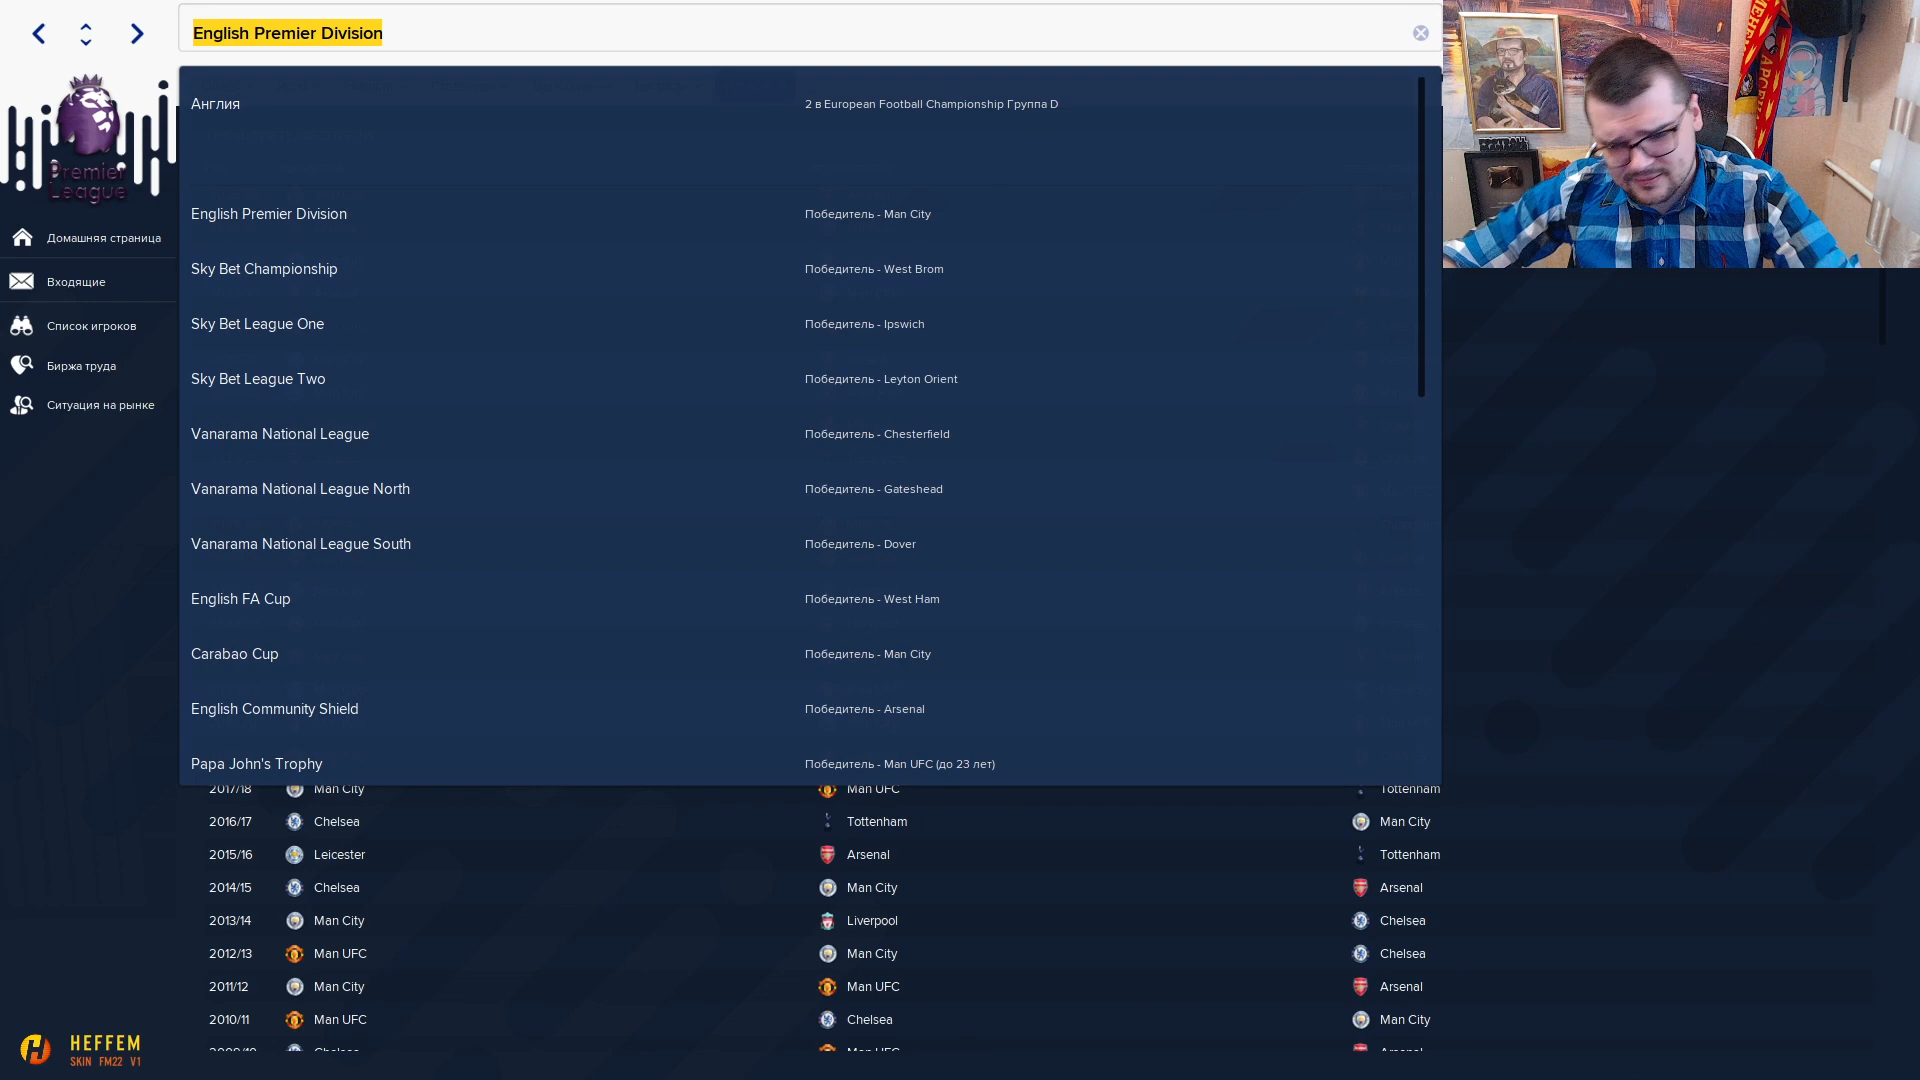 English Premier Division
Premier
League
Домашняя страница
Входящие
Список игроков
Биржа труда
Ситуация на рынке
Англия 2 в European Football Championship Группа D
English Premier Division Победитель - Man City
Sky Bet Championship Победитель - West Brom
Sky Bet League One Победитель - Ipswich
Sky Bet League Two Победитель - Leyton Orient
Vanarama National League Победитель - Chesterfield
Vanarama National League North Победитель - Gateshead
Vanarama National League South Победитель - Dover
English FA Cup Победитель - West Ham
Carabao Cup Победитель - Man City
English Community Shield Победитель - Arsenal
Papa John's Trophy Победитель - Man UFC (до 23 лет)
2017/18 Man City Man UFC Tottenham
2016/17 Chelsea Tottenham Man City
2015/16 Leicester Arsenal Tottenham
2014/15 Chelsea Man City Arsenal
2013/14 Man City Liverpool Chelsea
2012/13 Man UFC Man City Chelsea
2011/12 Man City Man UFC Arsenal
2010/11 Man UFC Chelsea Man City
HEFFEM
SKIN FM22 V1